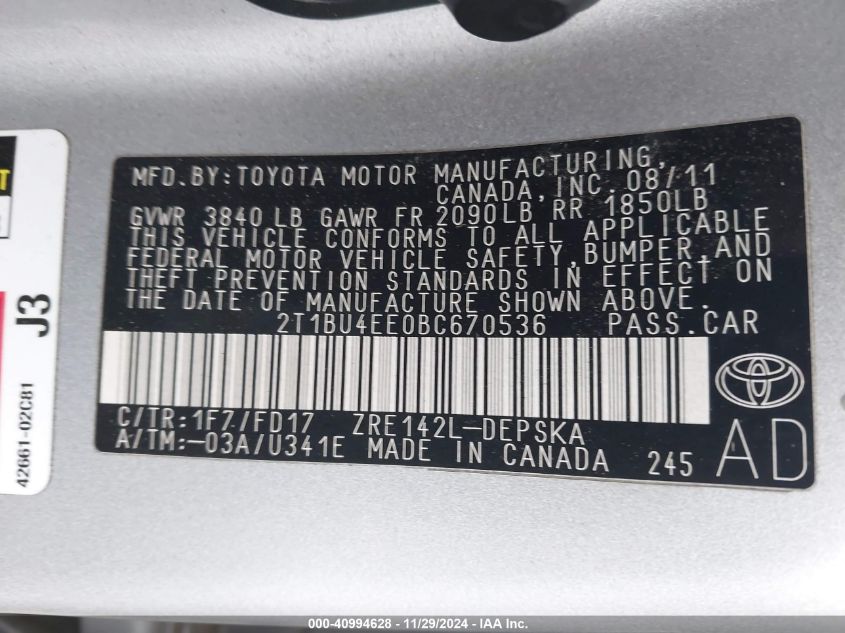 MFD.BY:TOYOTA MOTOR MANUFACTURING,
CANADA, INC. 08/11
GVWR 3840 LB GAWR FR 2090LB RR 1850LB
THIS VEHICLE CONFORMS TO ALL APPLICABLE
FEDERAL MOTOR VEHICLE SAFETY,BUMPER,AND
THEFT PREVENTION STANDARDS IN EFFECT ON
THE DATE OF MANUFACTURE SHOWN ABOVE.
2T1BU4EE0BC670536 PASS.CAR
C/TR:1F7/FD17 ZRE142L-DEPSKA
A/TM:-03A/U341E MADE IN CANADA 245 AD
J3
42661-02C81
000-40994628 - 11/29/2024 - IAA Inc.